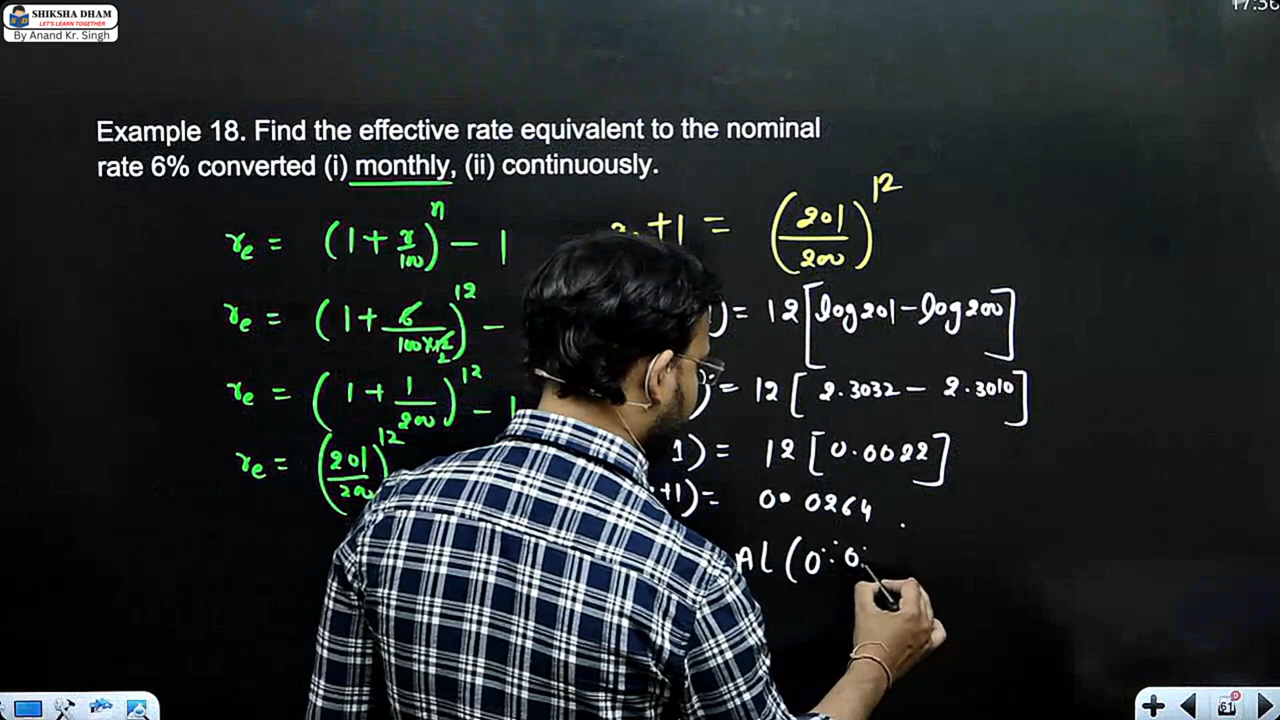 SHIKSHA DHAM
LET'S LEARN TOGETHER
By Anand Kr. Singh
17:56
Example 18. Find the effective rate equivalent to the nominal
rate 6% converted (i) monthly, (ii) continuously.
re = (1 + r/100)^n − 1
re = (1 + 6/100×12)^12 −
re = (1 + 1/200)^12 − 1
re = (201/200)^12
+1 = (201/200)^12
) = 12 [log 201 − log 200]
) = 12 [2.3032 − 2.3010]
1) = 12 [0.0022]
+1) = 0.0264
AL (0.0
61